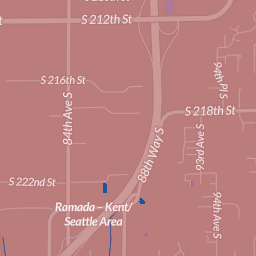 S 212th St
S 216th St
84th Ave S
94th Pl S
S 218th St
88th Way S
93rd Ave S
S 222nd St
94th Ave S
Ramada – Kent/
Seattle Area